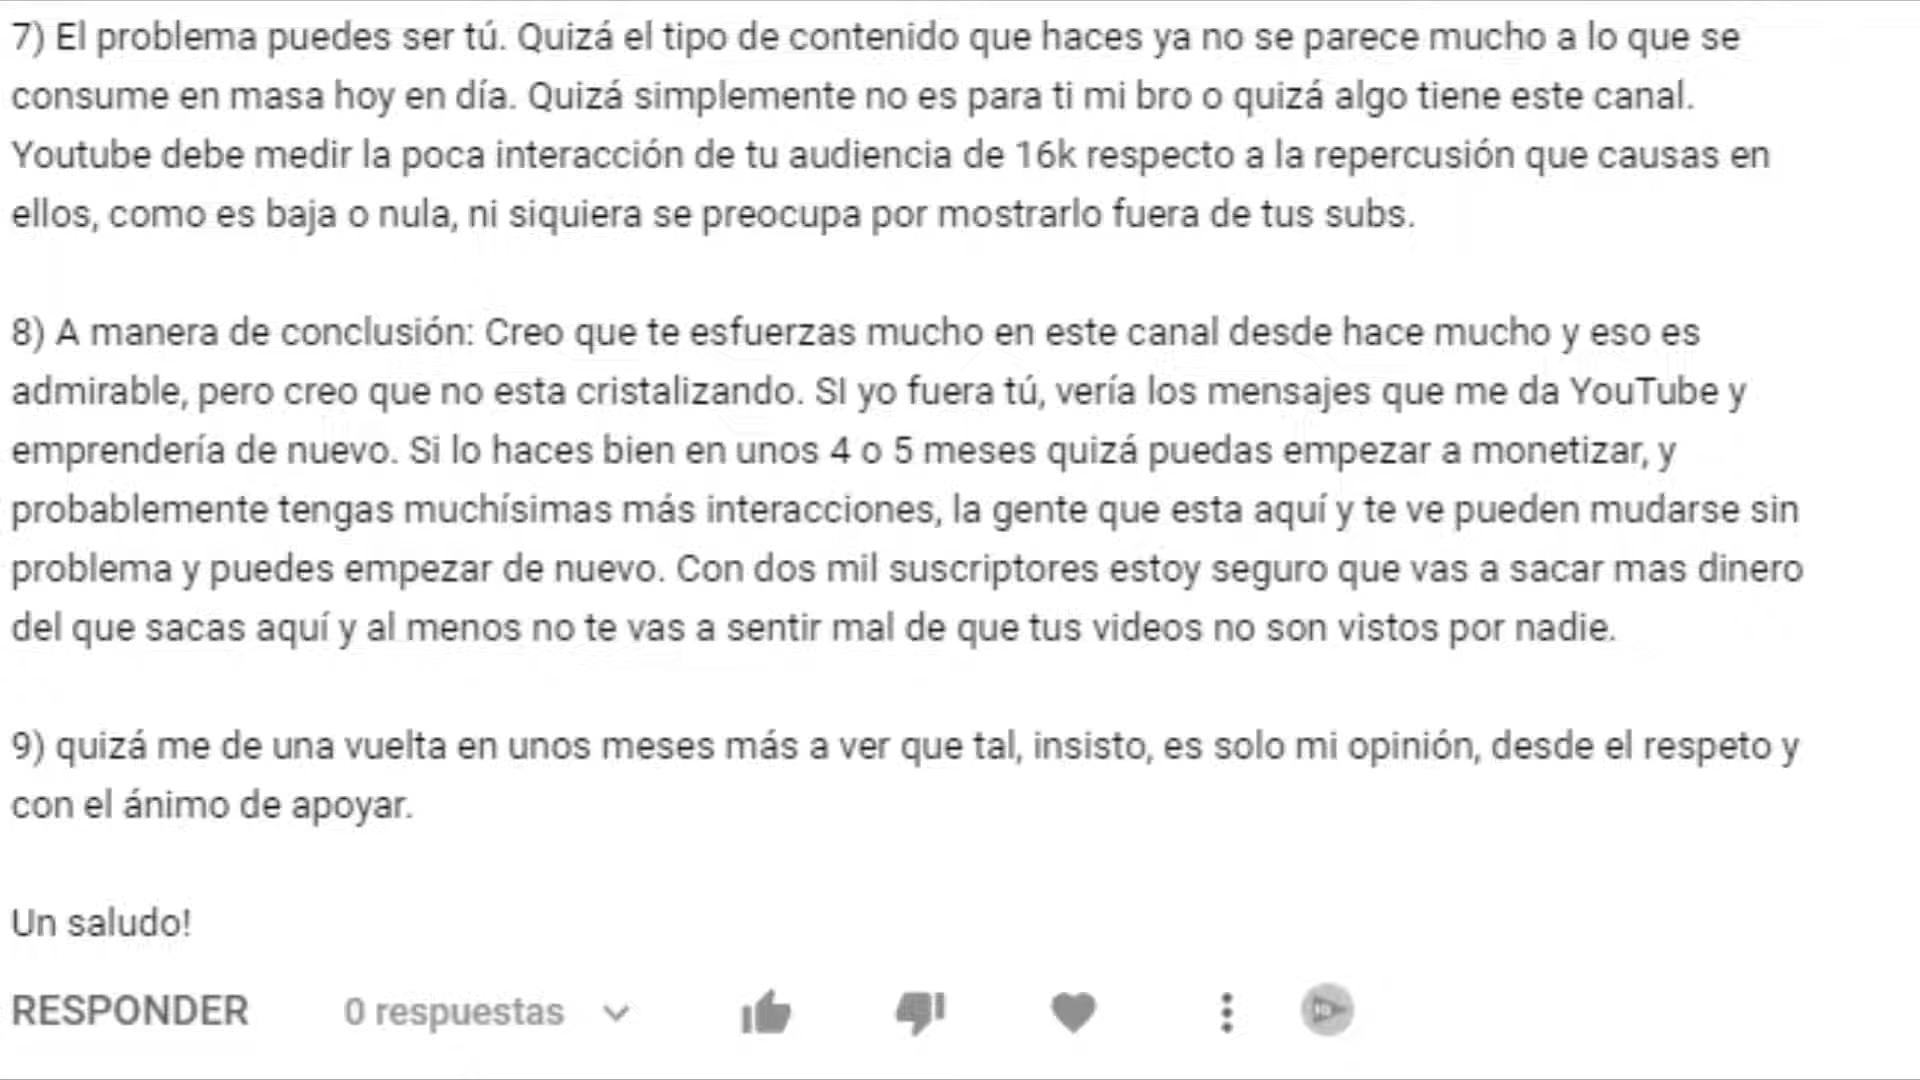 7) El problema puedes ser tú. Quizá el tipo de contenido que haces ya no se parece mucho a lo que se
consume en masa hoy en día. Quizá simplemente no es para ti mi bro o quizá algo tiene este canal.
Youtube debe medir la poca interacción de tu audiencia de 16k respecto a la repercusión que causas en
ellos, como es baja o nula, ni siquiera se preocupa por mostrarlo fuera de tus subs.
8) A manera de conclusión: Creo que te esfuerzas mucho en este canal desde hace mucho y eso es
admirable, pero creo que no esta cristalizando. SI yo fuera tú, vería los mensajes que me da YouTube y
emprendería de nuevo. Si lo haces bien en unos 4 o 5 meses quizá puedas empezar a monetizar, y
probablemente tengas muchísimas más interacciones, la gente que esta aquí y te ve pueden mudarse sin
problema y puedes empezar de nuevo. Con dos mil suscriptores estoy seguro que vas a sacar mas dinero
del que sacas aquí y al menos no te vas a sentir mal de que tus videos no son vistos por nadie.
9) quizá me de una vuelta en unos meses más a ver que tal, insisto, es solo mi opinión, desde el respeto y
con el ánimo de apoyar.
Un saludo!
RESPONDER 0 respuestas